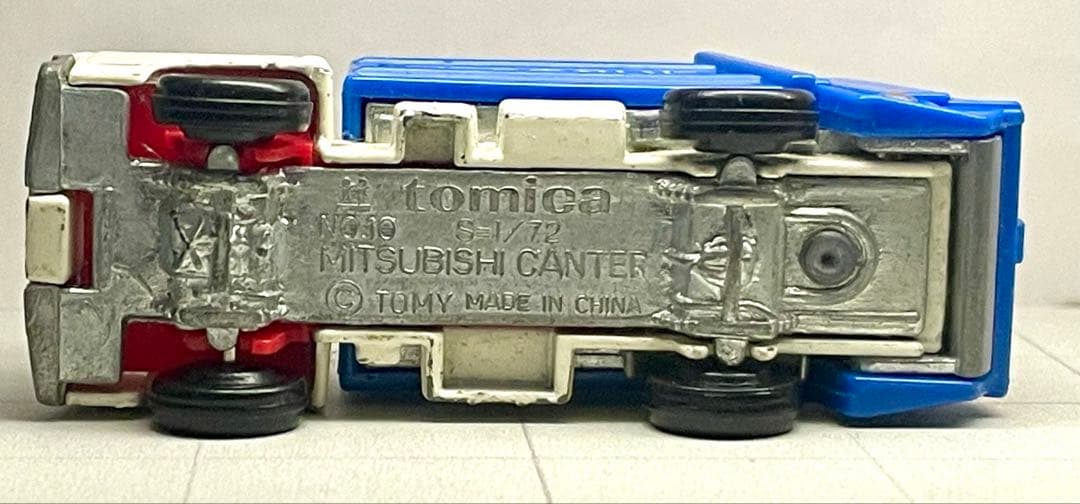 tomica
NO.10 S=1/72
MITSUBISHI CANTER
© TOMY MADE IN CHINA